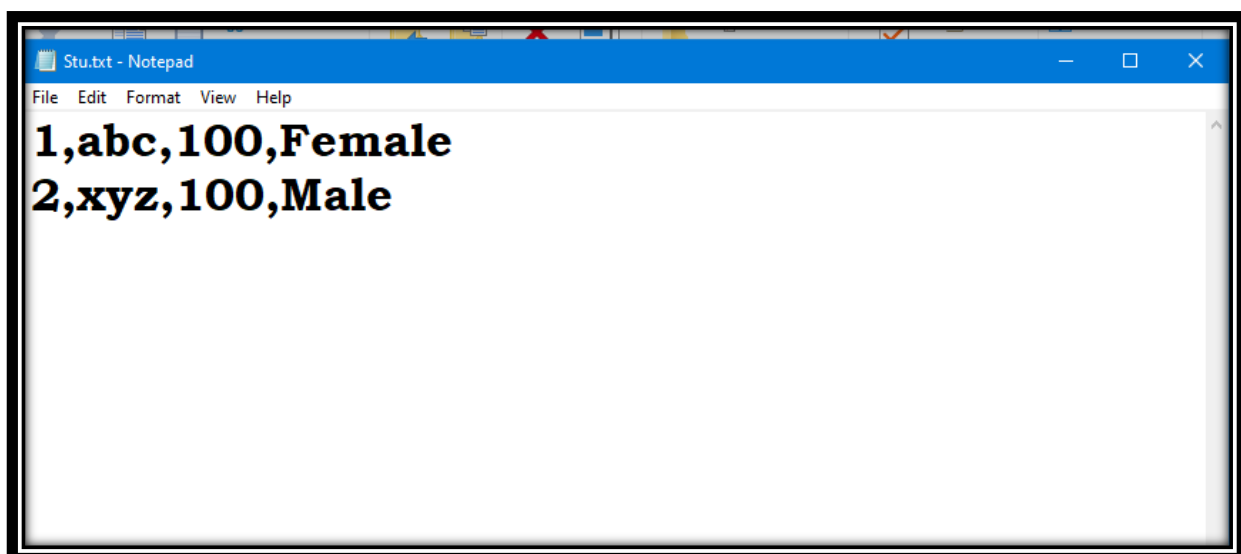 Stu.txt - Notepad
File Edit Format View Help
1,abc,100,Female
2,xyz,100,Male